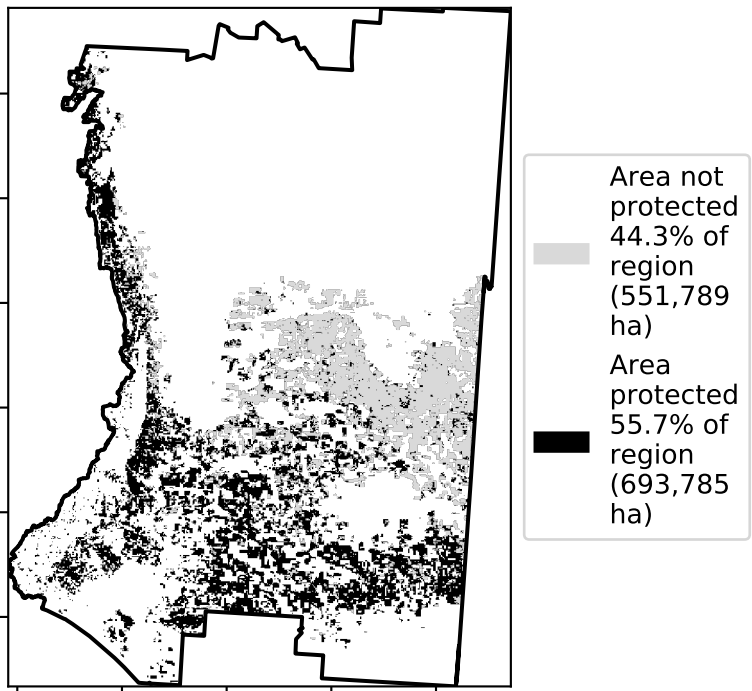 Area not
protected
44.3% of
region
(551,789
ha)
Area
protected
55.7% of
region
(693,785
ha)